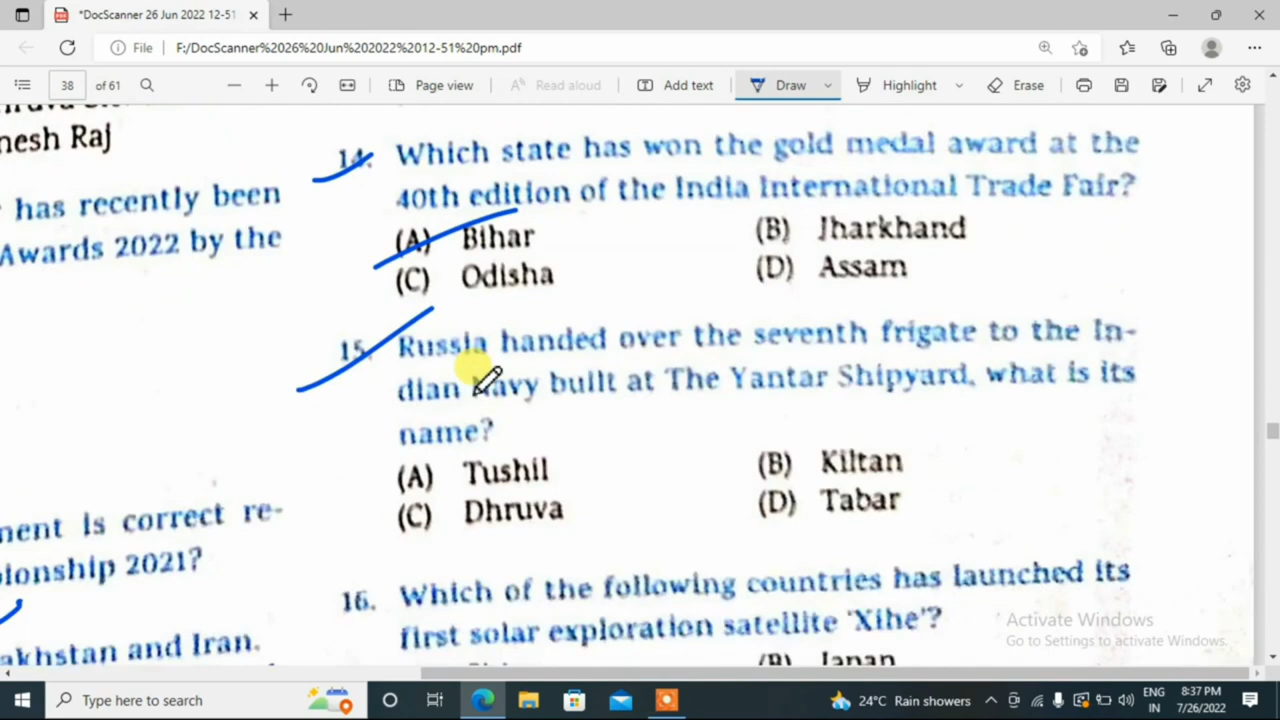 *DocScanner 26 Jun 2022 12-51
File F:/DocScanner%2026%20Jun%202022%2012-51%20pm.pdf
38 of 61 Page view Read aloud Add text Draw Highlight Erase
nesh Raj
has recently been
Awards 2022 by the
nent is correct re-
pionship 2021?
akhstan and Iran.
14. Which state has won the gold medal award at the
40th edition of the India International Trade Fair?
(A) Bihar (B) Jharkhand
(C) Odisha (D) Assam
15. Russia handed over the seventh frigate to the In-
dian Navy built at The Yantar Shipyard, what is its
name?
(A) Tushil (B) Kiltan
(C) Dhruva (D) Tabar
16. Which of the following countries has launched its
first solar exploration satellite 'Xihe'?
(B) Japan
Activate Windows
Go to Settings to activate Windows.
Type here to search 24°C Rain showers ENG 8:37 PM
IN 7/26/2022